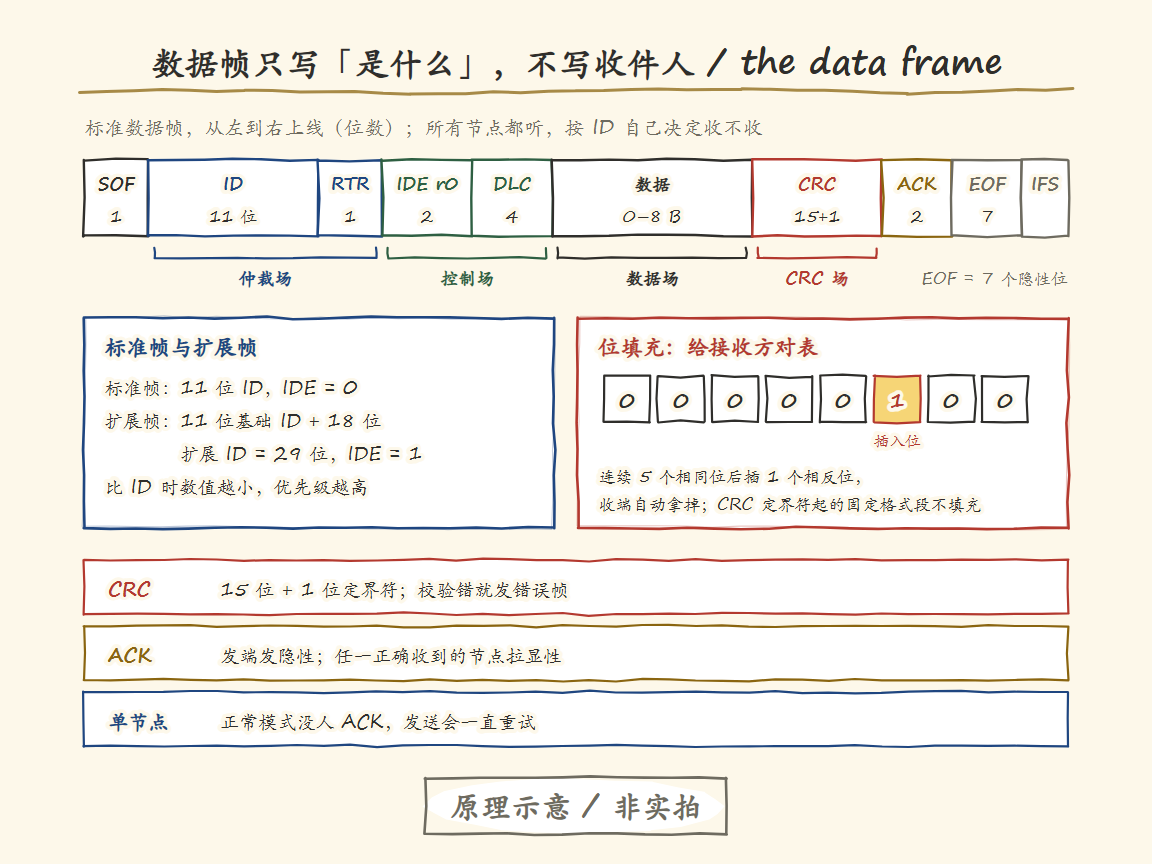 数据帧只写「是什么」，不写收件人 / the data frame
标准数据帧，从左到右上线（位数）；所有节点都听，按 ID 自己决定收不收
SOF ID RTR IDE r0 DLC 数据 CRC ACK EOF IFS
1 11 位 1 2 4 0–8 B 15+1 2 7
仲裁场 控制场 数据场 CRC 场 EOF = 7 个隐性位
标准帧与扩展帧
标准帧：11 位 ID，IDE = 0
扩展帧：11 位基础 ID + 18 位
扩展 ID = 29 位，IDE = 1
比 ID 时数值越小，优先级越高
位填充：给接收方对表
0 0 0 0 0 1 0 0
插入位
连续 5 个相同位后插 1 个相反位，
收端自动拿掉；CRC 定界符起的固定格式段不填充
CRC 15 位 + 1 位定界符；校验错就发错误帧
ACK 发端发隐性；任一正确收到的节点拉显性
单节点 正常模式没人 ACK，发送会一直重试
原理示意 / 非实拍